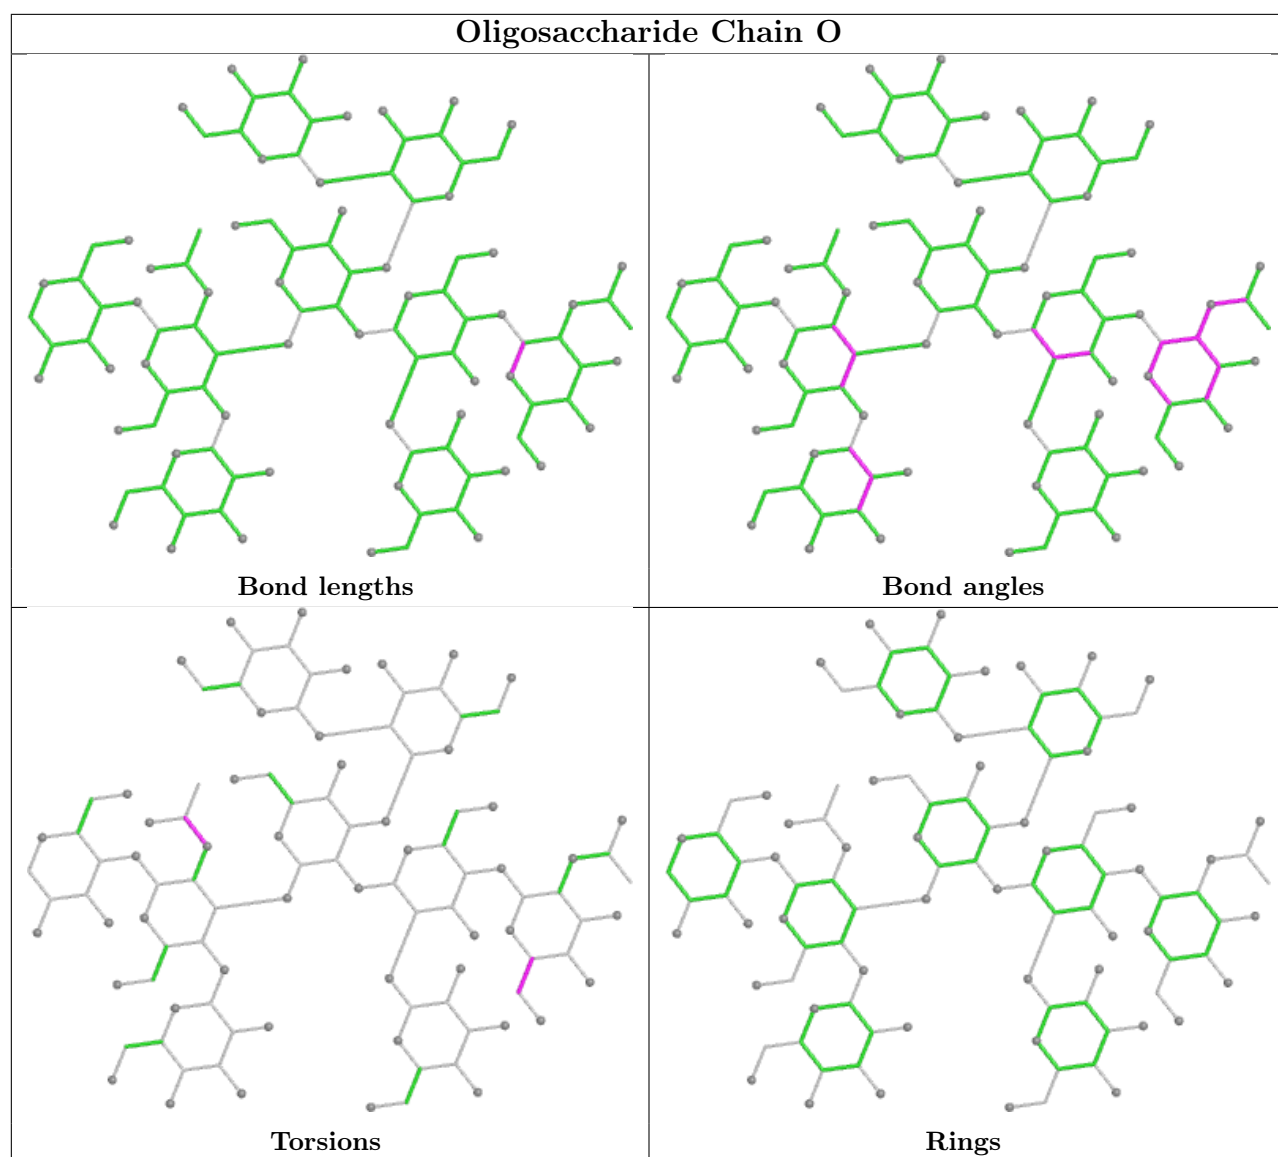 Oligosaccharide Chain O
Bond lengths
Bond angles
Torsions
Rings